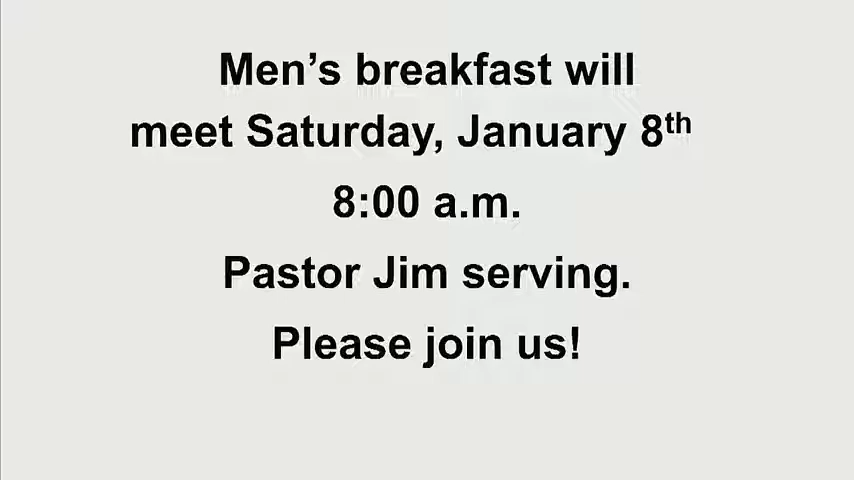 Men’s breakfast will
meet Saturday, January 8th
8:00 a.m.
Pastor Jim serving.
Please join us!